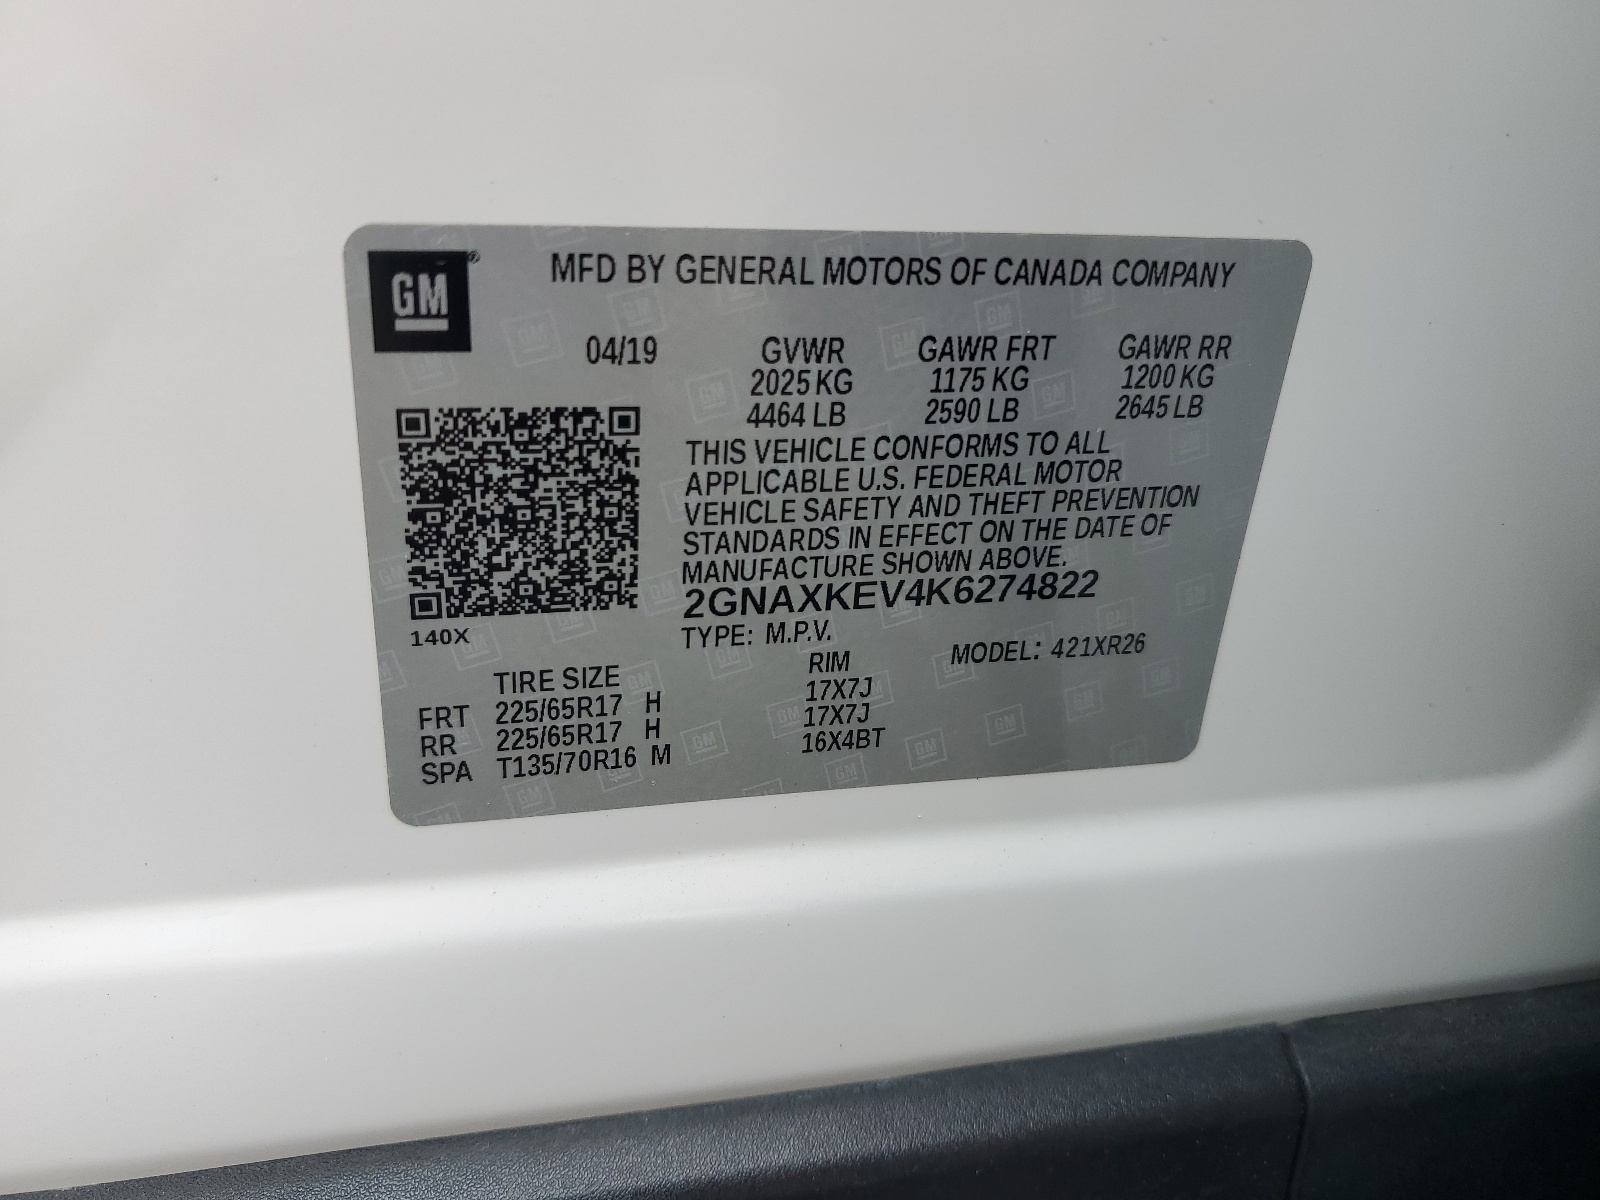 GM
MFD BY GENERAL MOTORS OF CANADA COMPANY
04/19 GVWR GAWR FRT GAWR RR
2025 KG 1175 KG 1200 KG
4464 LB 2590 LB 2645 LB
THIS VEHICLE CONFORMS TO ALL
APPLICABLE U.S. FEDERAL MOTOR
VEHICLE SAFETY AND THEFT PREVENTION
STANDARDS IN EFFECT ON THE DATE OF
MANUFACTURE SHOWN ABOVE.
2GNAXKEV4K6274822
140X
TYPE: M.P.V. MODEL: 421XR26
TIRE SIZE RIM
FRT 225/65R17 H 17X7J
RR 225/65R17 H 17X7J
SPA T135/70R16 M 16X4BT